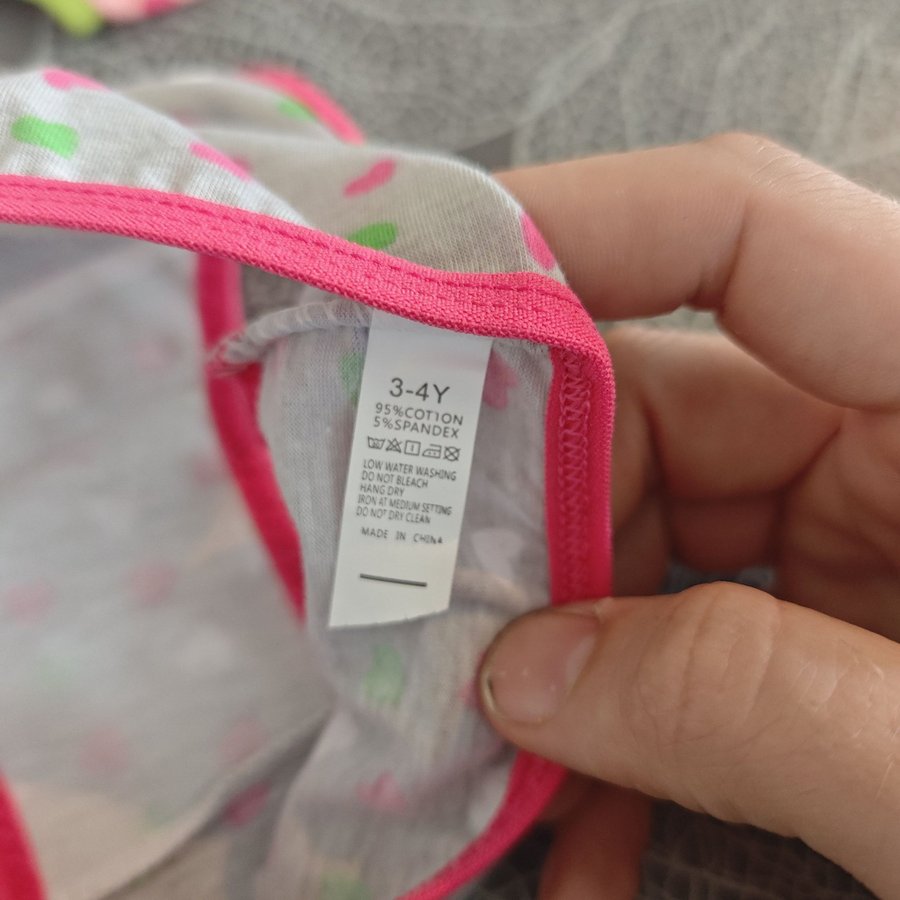 3-4Y
95%COTION
5%SPANDEX
LOW WATER WASHING
DO NOT BLEACH
HANG DRY
IRON AT MEDIUM SETTING
DO NOT DRY CLEAN
MADE IN CHINA